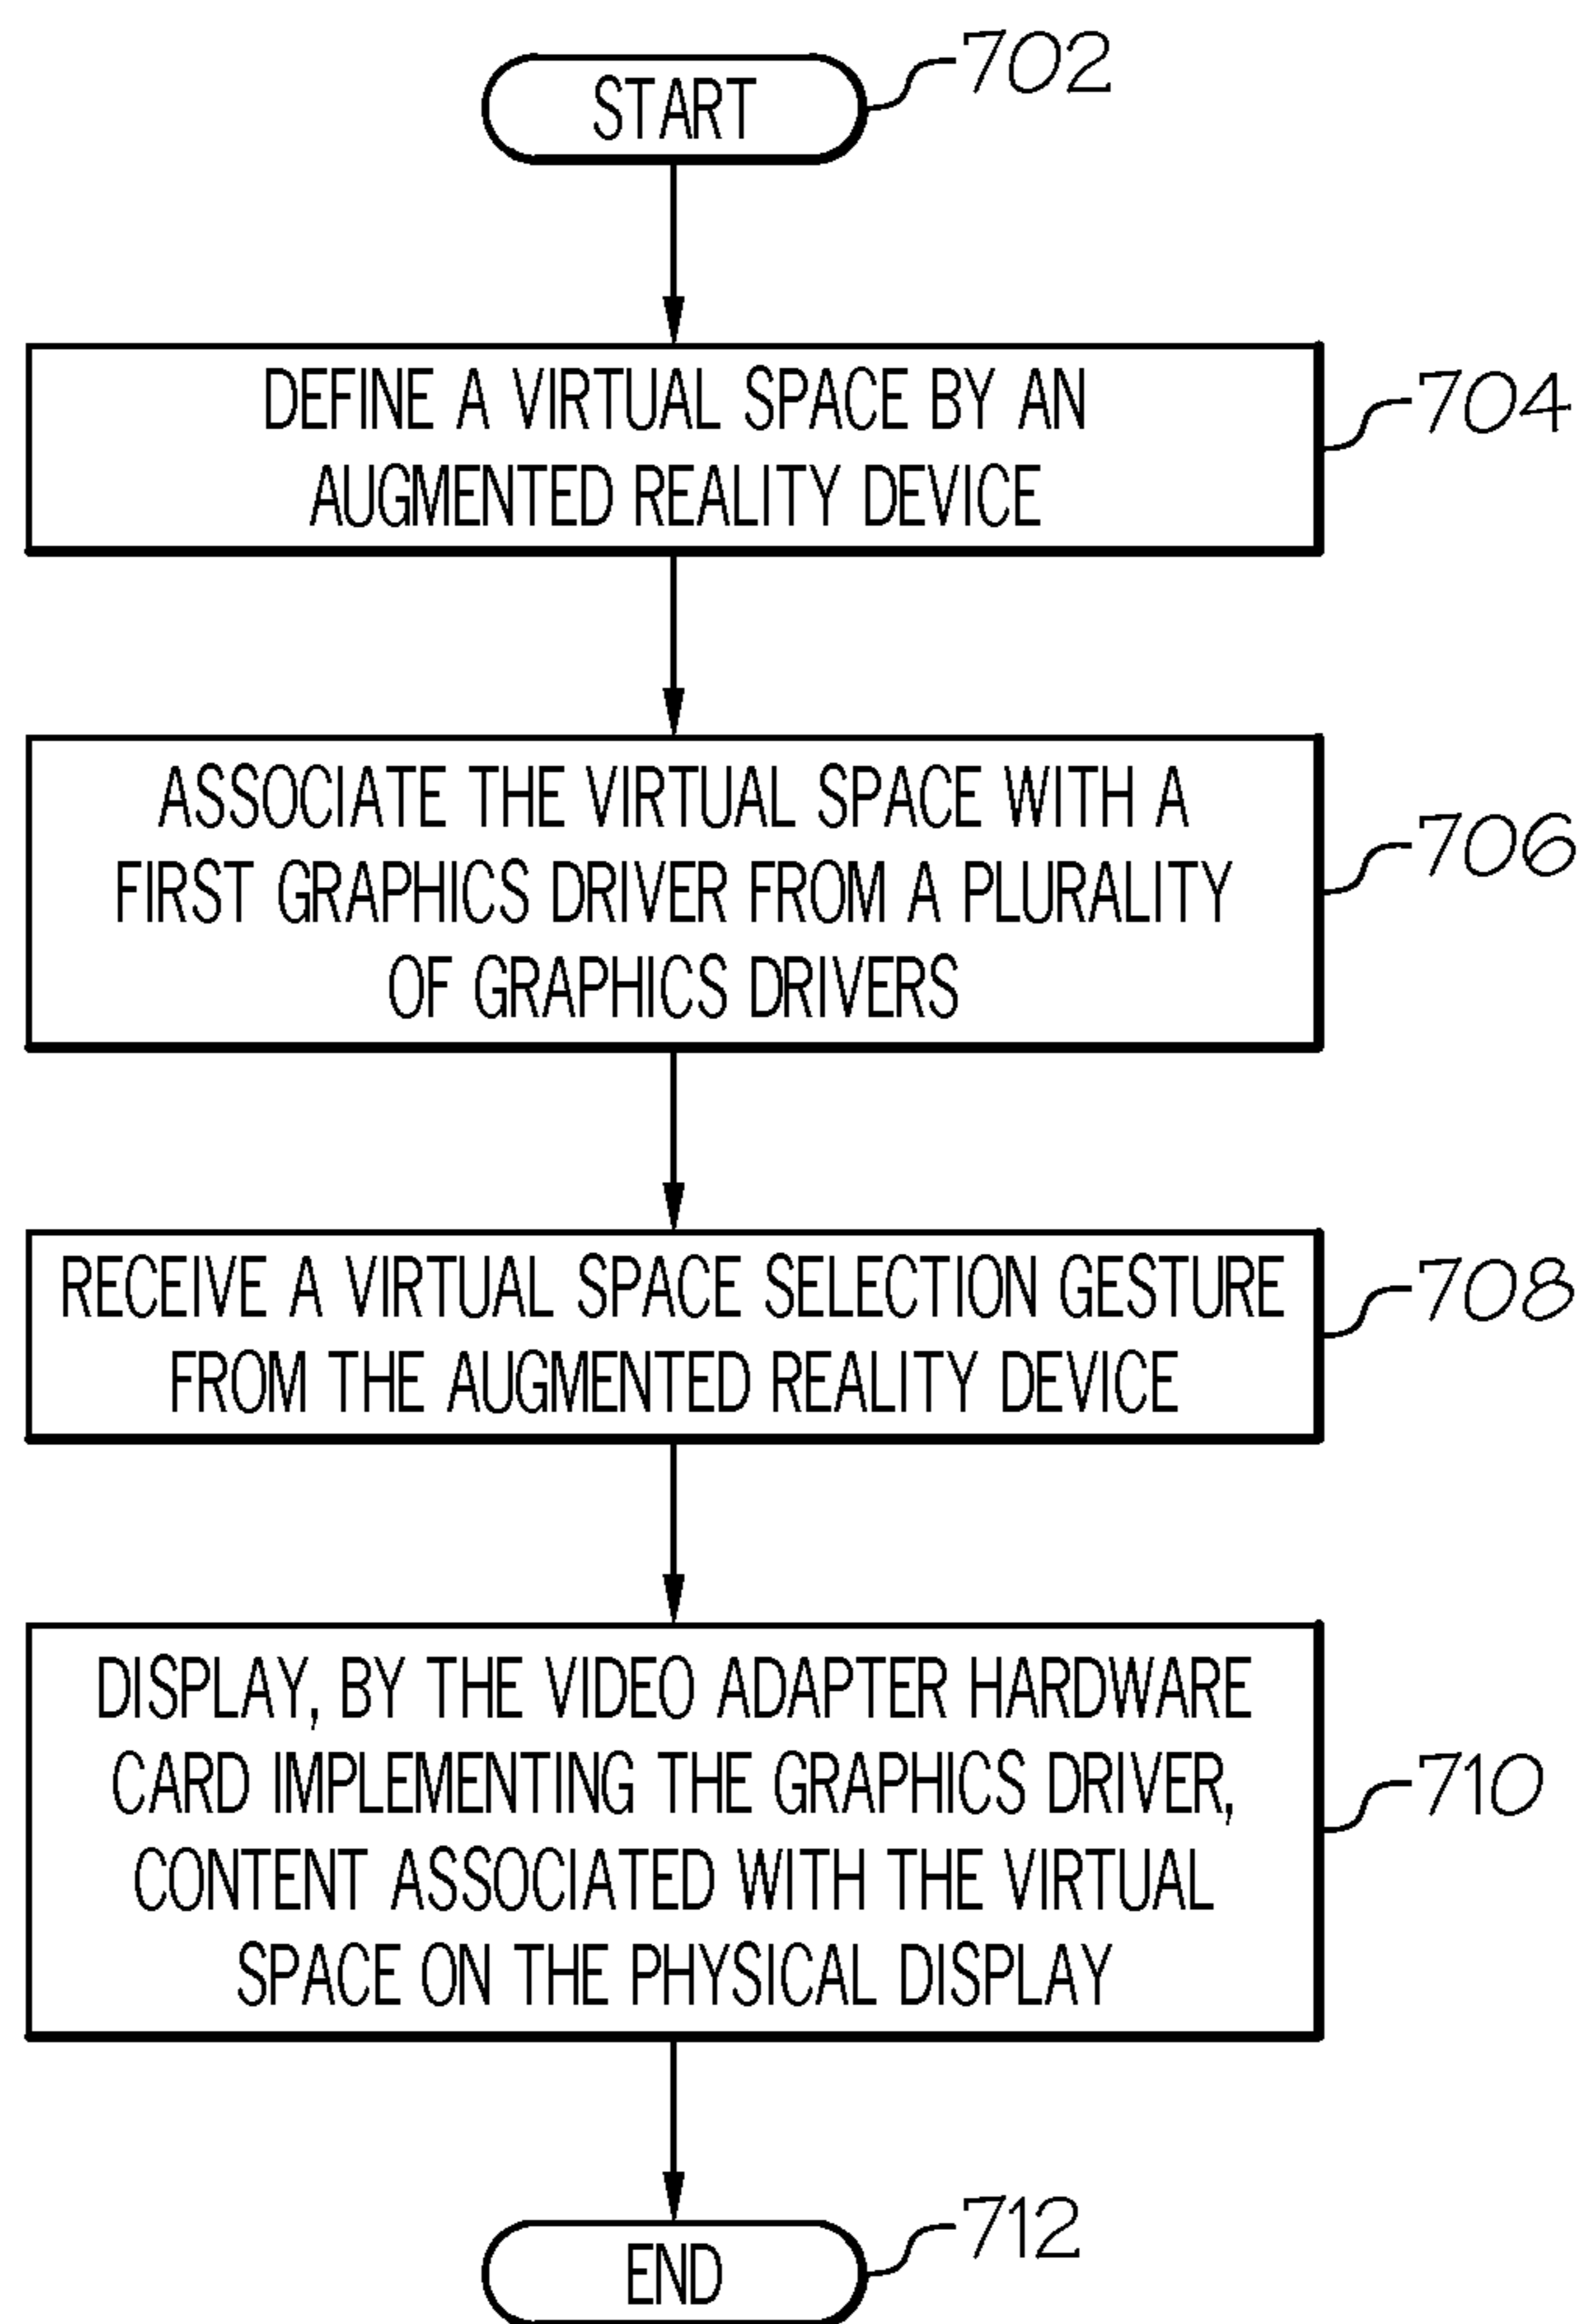 START
702
DEFINE A VIRTUAL SPACE BY AN
AUGMENTED REALITY DEVICE
704
ASSOCIATE THE VIRTUAL SPACE WITH A
FIRST GRAPHICS DRIVER FROM A PLURALITY
OF GRAPHICS DRIVERS
706
RECEIVE A VIRTUAL SPACE SELECTION GESTURE
FROM THE AUGMENTED REALITY DEVICE
708
DISPLAY, BY THE VIDEO ADAPTER HARDWARE
CARD IMPLEMENTING THE GRAPHICS DRIVER,
CONTENT ASSOCIATED WITH THE VIRTUAL
SPACE ON THE PHYSICAL DISPLAY
710
END
712